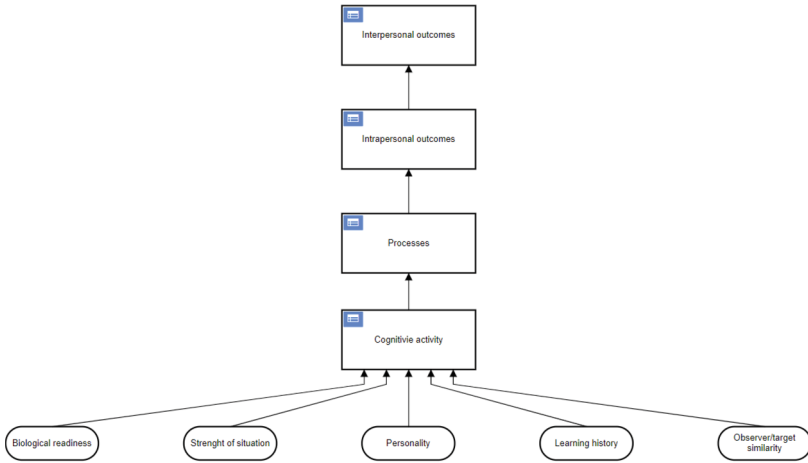 Interpersonal outcomes
Intrapersonal outcomes
Processes
Cognitivie activity
Biological readiness
Strenght of situation
Personality
Learning history
Observer/target
similarity